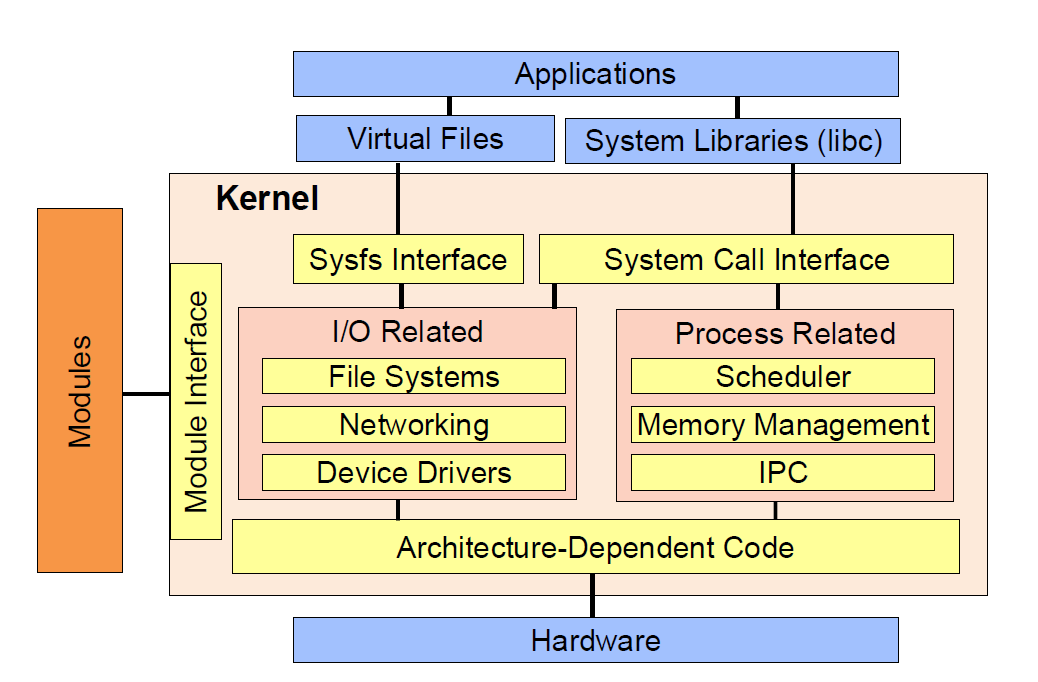 Applications
Virtual Files
System Libraries (libc)
Kernel
Sysfs Interface
System Call Interface
Modules
Module Interface
I/O Related
File Systems
Networking
Device Drivers
Process Related
Scheduler
Memory Management
IPC
Architecture-Dependent Code
Hardware